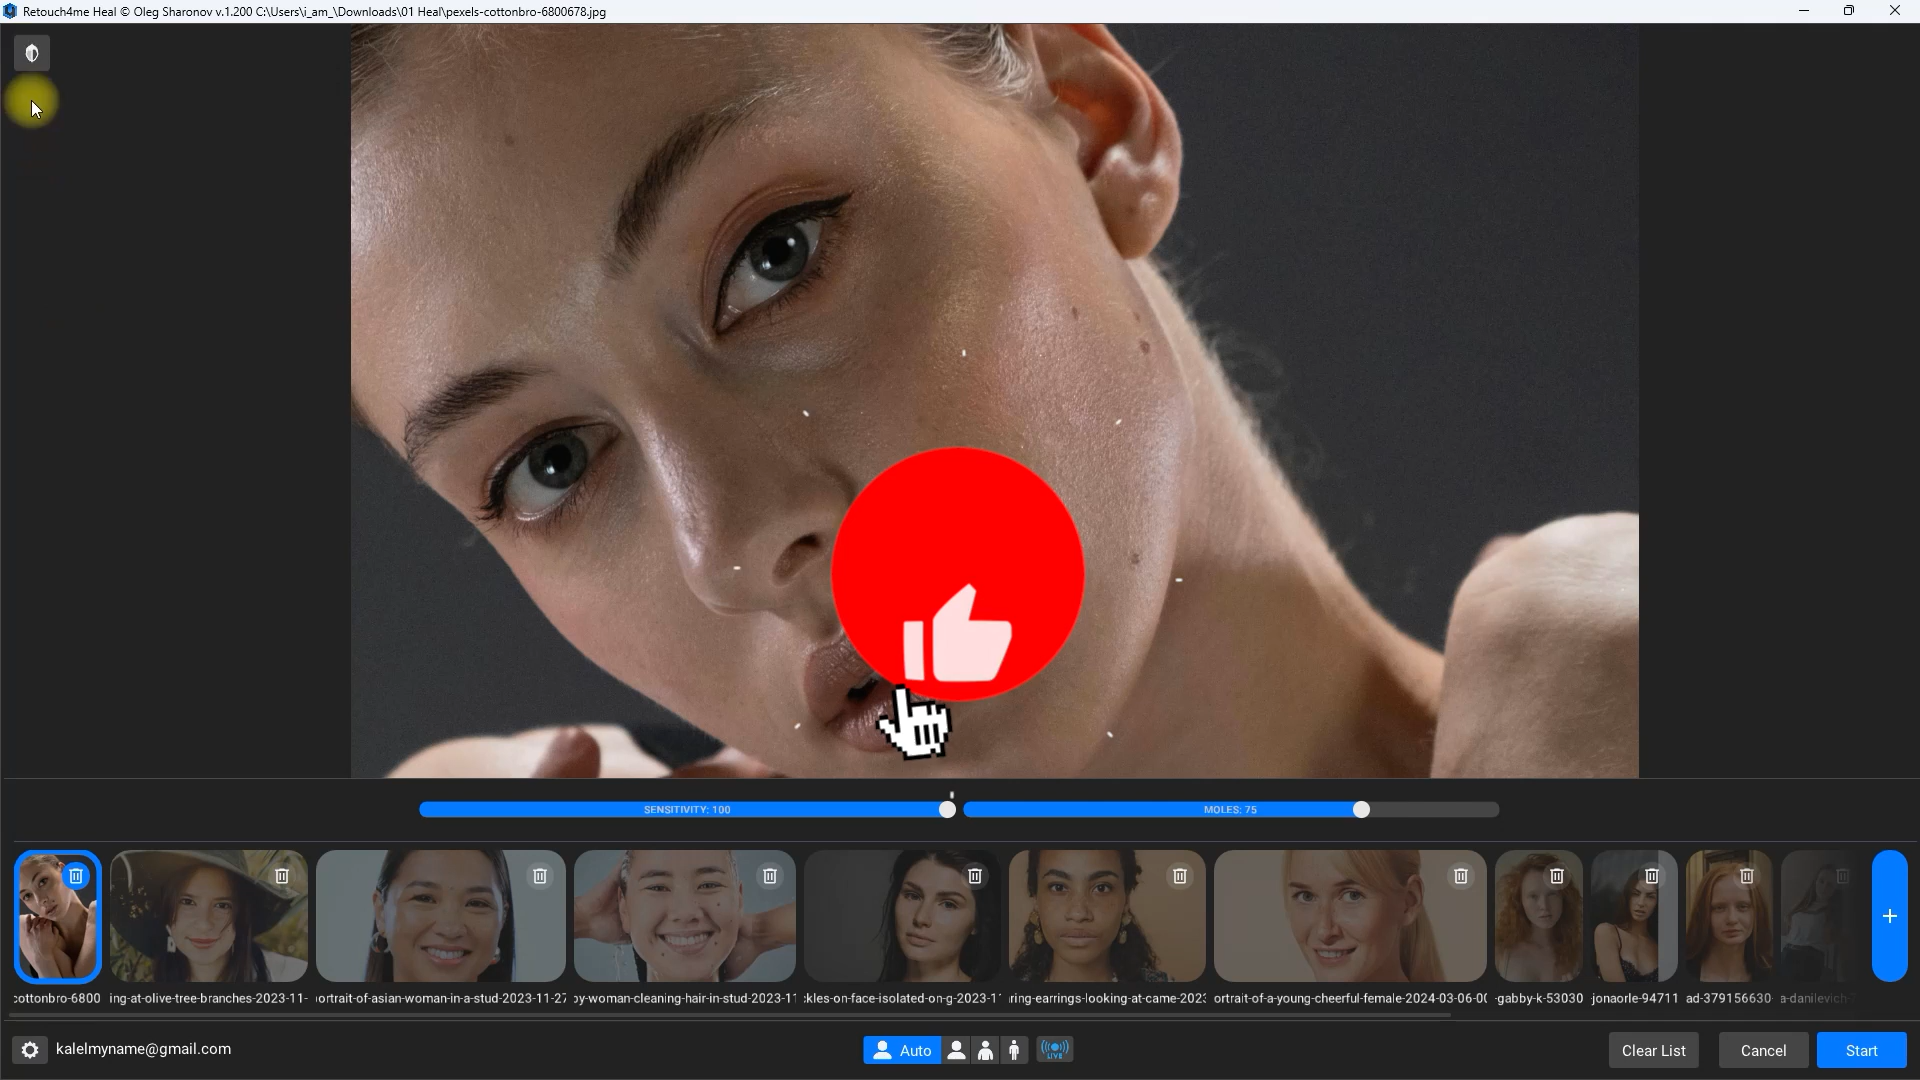 Retouch4me Heal © Oleg Sharonov v.1.200 C:\Users\i_am_\Downloads\01 Heal\pexels-cottonbro-6800678.jpg
SENSITIVITY: 100
MOLES: 75
cottonbro-6800
ing-at-olive-tree-branches-2023-11-
ortrait-of-asian-woman-in-a-stud-2023-11-27
by-woman-cleaning-hair-in-stud-2023-11
kles-on-face-isolated-on-g-2023-1
ring-earrings-looking-at-came-2023
ortrait-of-a-young-cheerful-female-2024-03-06-00
-gabby-k-53030
jonaorle-94711
ad-379156630-
a-danilevich-
kalelmyname@gmail.com
Auto
LIVE
Clear List
Cancel
Start